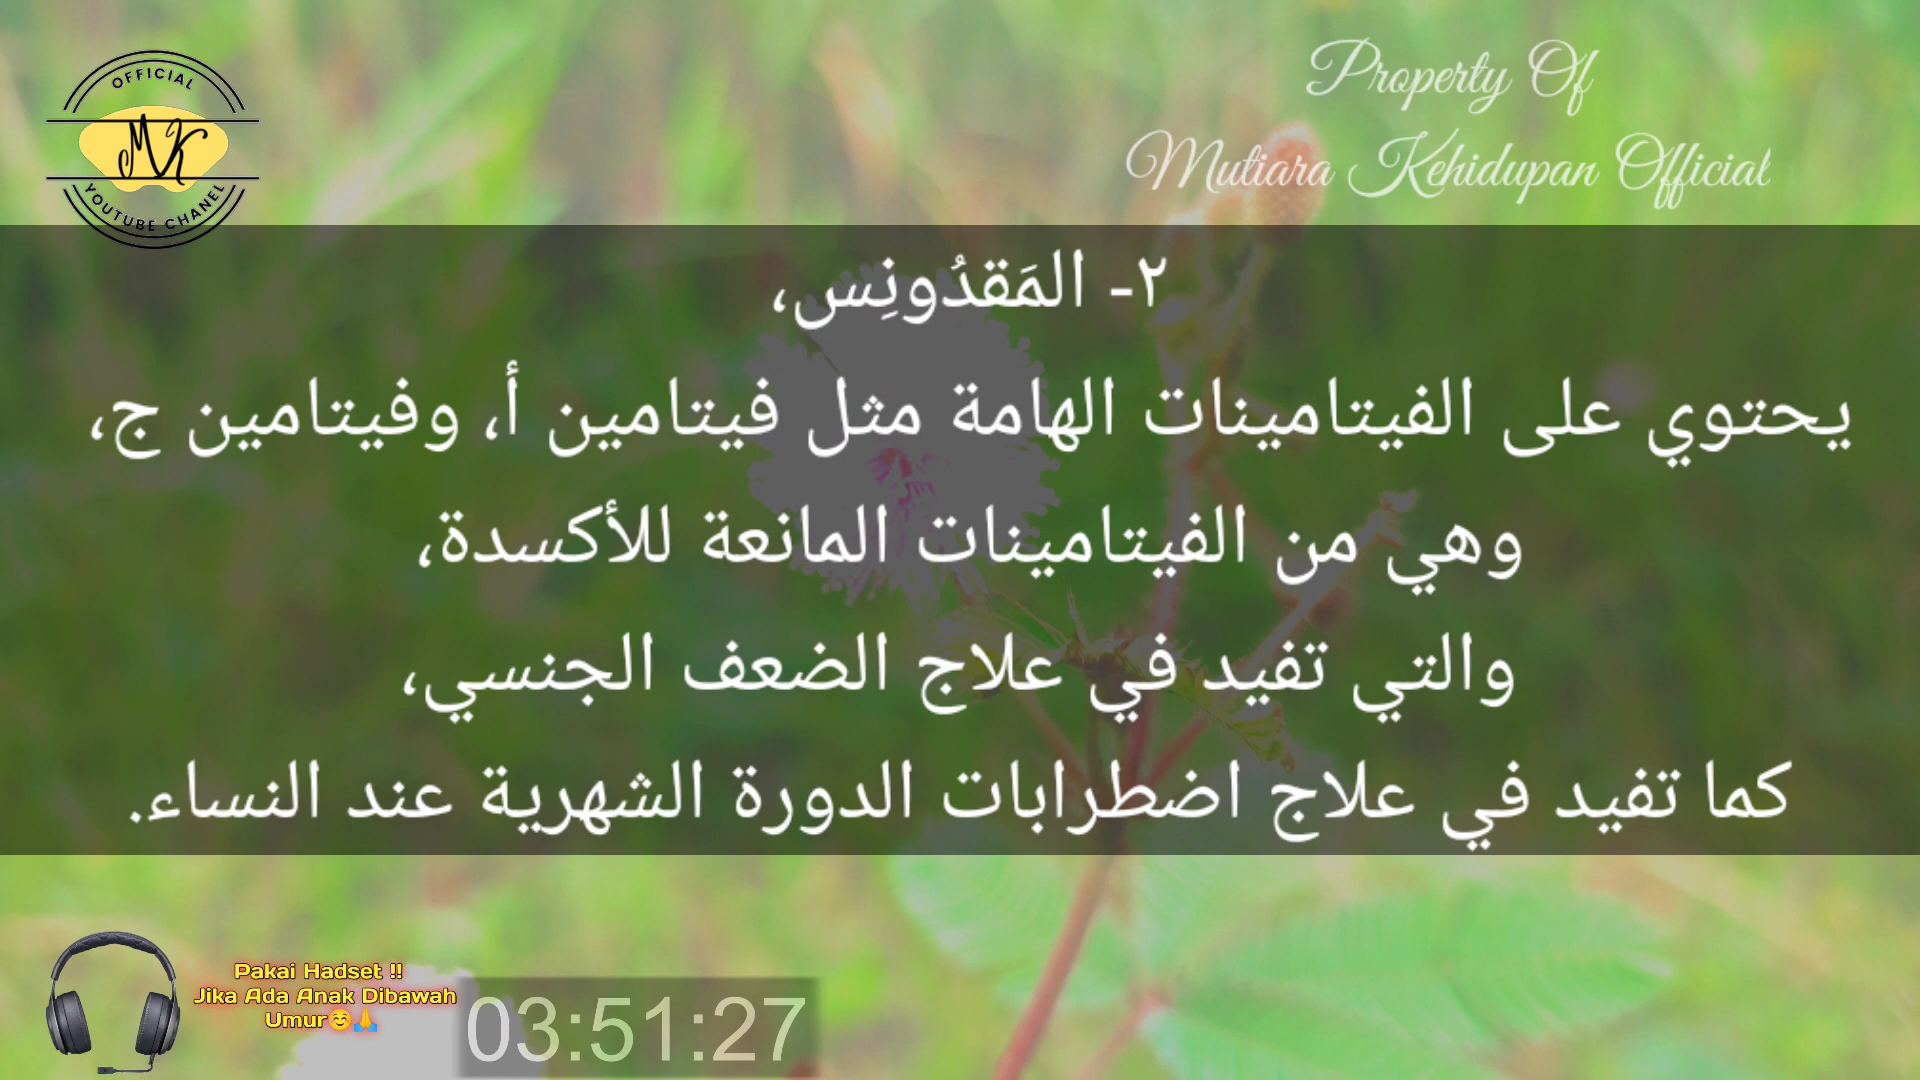 OFFICIAL
MK
YOUTUBE CHANEL
Property Of
Mutiara Kehidupan Official
٢- المَقدُونِس،
يحتوي على الفيتامينات الهامة مثل فيتامين أ، وفيتامين ج،
وهي من الفيتامينات المانعة للأكسدة،
والتي تفيد في علاج الضعف الجنسي،
كما تفيد في علاج اضطرابات الدورة الشهرية عند النساء.
Pakai Hadset !!
Jika Ada Anak Dibawah
Umur☺️🙏
03:51:27